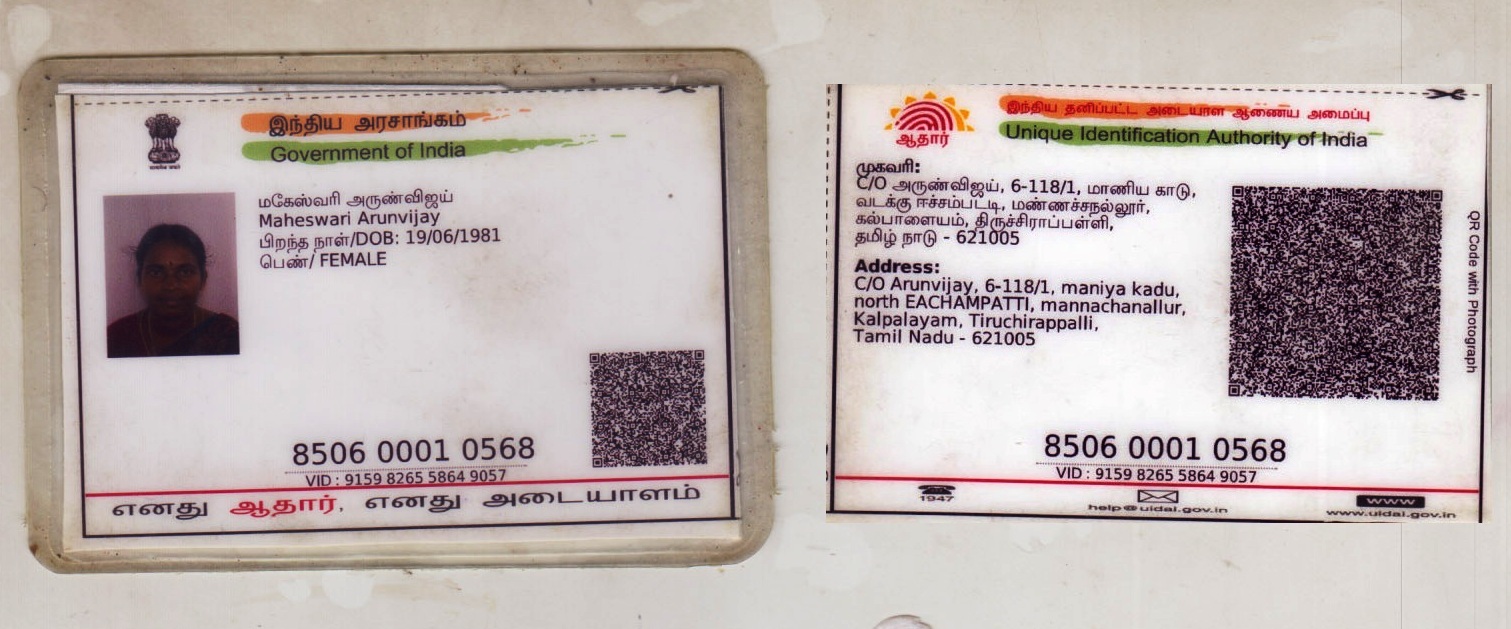 இந்திய அரசாங்கம்
Government of India
மகேஸ்வரி அருண்விஜய்
Maheswari Arunvijay
பிறந்த நாள்/DOB: 19/06/1981
பெண்/ FEMALE
8506 0001 0568
VID : 9159 8265 5864 9057
எனது ஆதார், எனது அடையாளம்
இந்திய தனிப்பட்ட அடையாள ஆணைய அமைப்பு
Unique Identification Authority of India
ஆதார்
முகவரி:
C/O அருண்விஜய், 6-118/1, மாணிய காடு,
வடக்கு ஈச்சம்பட்டி, மண்ணச்சநல்லூர்,
கல்பாளையம், திருச்சிராப்பள்ளி,
தமிழ் நாடு - 621005
Address:
C/O Arunvijay, 6-118/1, maniya kadu,
north EACHAMPATTI, mannachanallur,
Kalpalayam, Tiruchirappalli,
Tamil Nadu - 621005
QR Code with Photograph
8506 0001 0568
VID : 9159 8265 5864 9057
1947
help@uidai.gov.in
www
www.uidai.gov.in